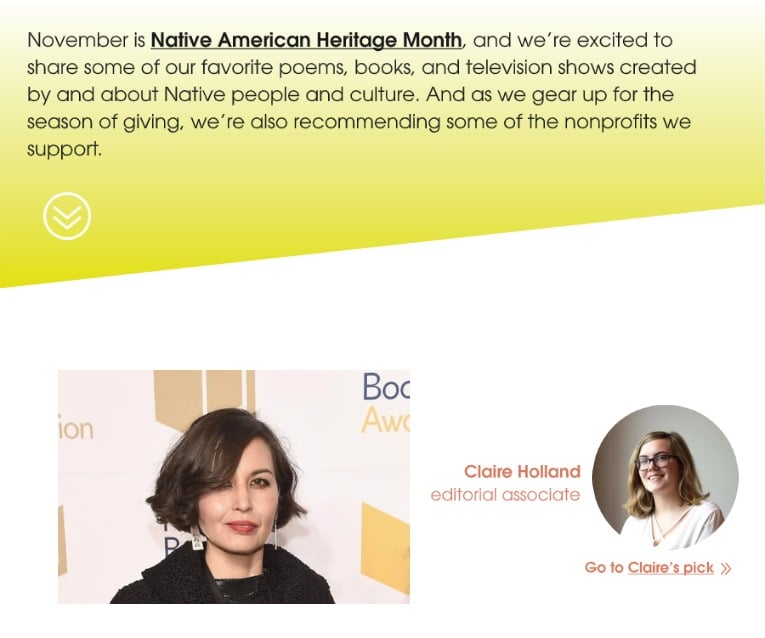 November is Native American Heritage Month, and we’re excited to
share some of our favorite poems, books, and television shows created
by and about Native people and culture. And as we gear up for the
season of giving, we’re also recommending some of the nonprofits we
support.
Boo
ion
Awa
Claire Holland
editorial associate
Go to Claire’s pick